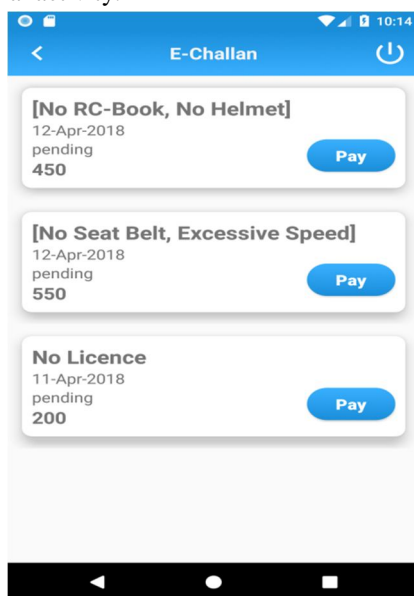 10:14
E-Challan
[No RC-Book, No Helmet]
12-Apr-2018
pending
450
Pay
[No Seat Belt, Excessive Speed]
12-Apr-2018
pending
550
Pay
No Licence
11-Apr-2018
pending
200
Pay